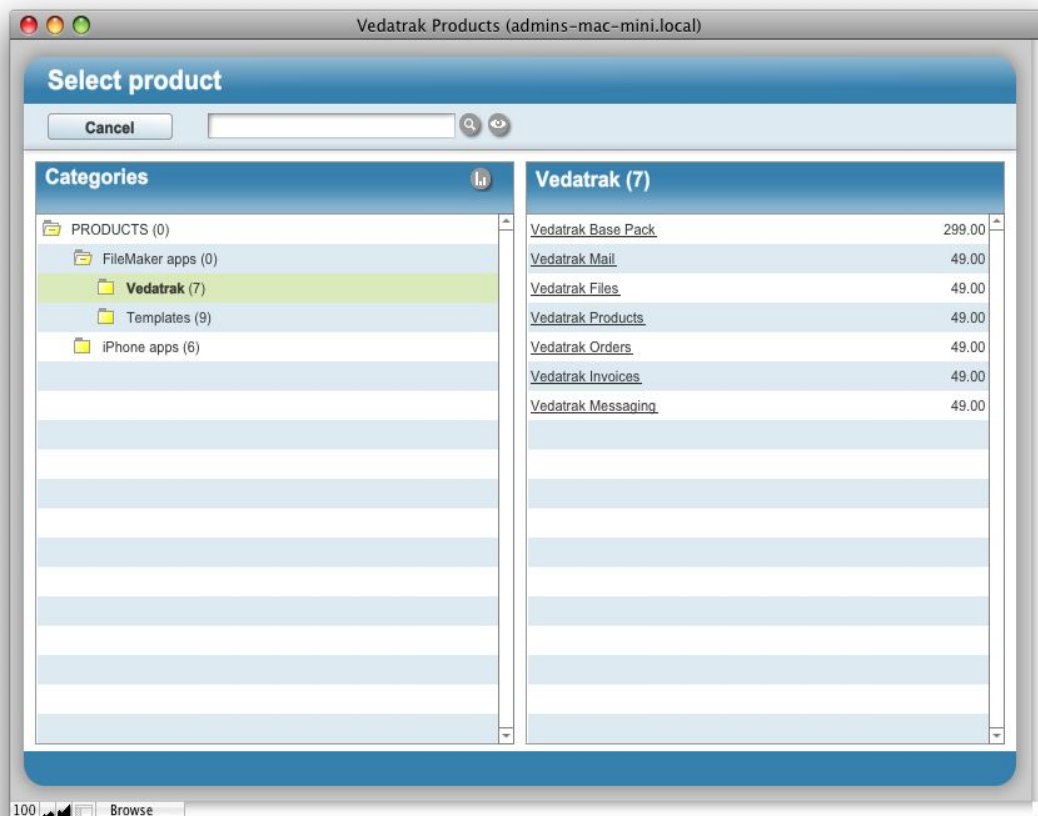 Vedatrak Products (admins-mac-mini.local)
Select product
Cancel
Categories
PRODUCTS (0)
FileMaker apps (0)
Vedatrak (7)
Templates (9)
iPhone apps (6)
Vedatrak (7)
Vedatrak Base Pack 299.00
Vedatrak Mail 49.00
Vedatrak Files 49.00
Vedatrak Products 49.00
Vedatrak Orders 49.00
Vedatrak Invoices 49.00
Vedatrak Messaging 49.00
100 Browse